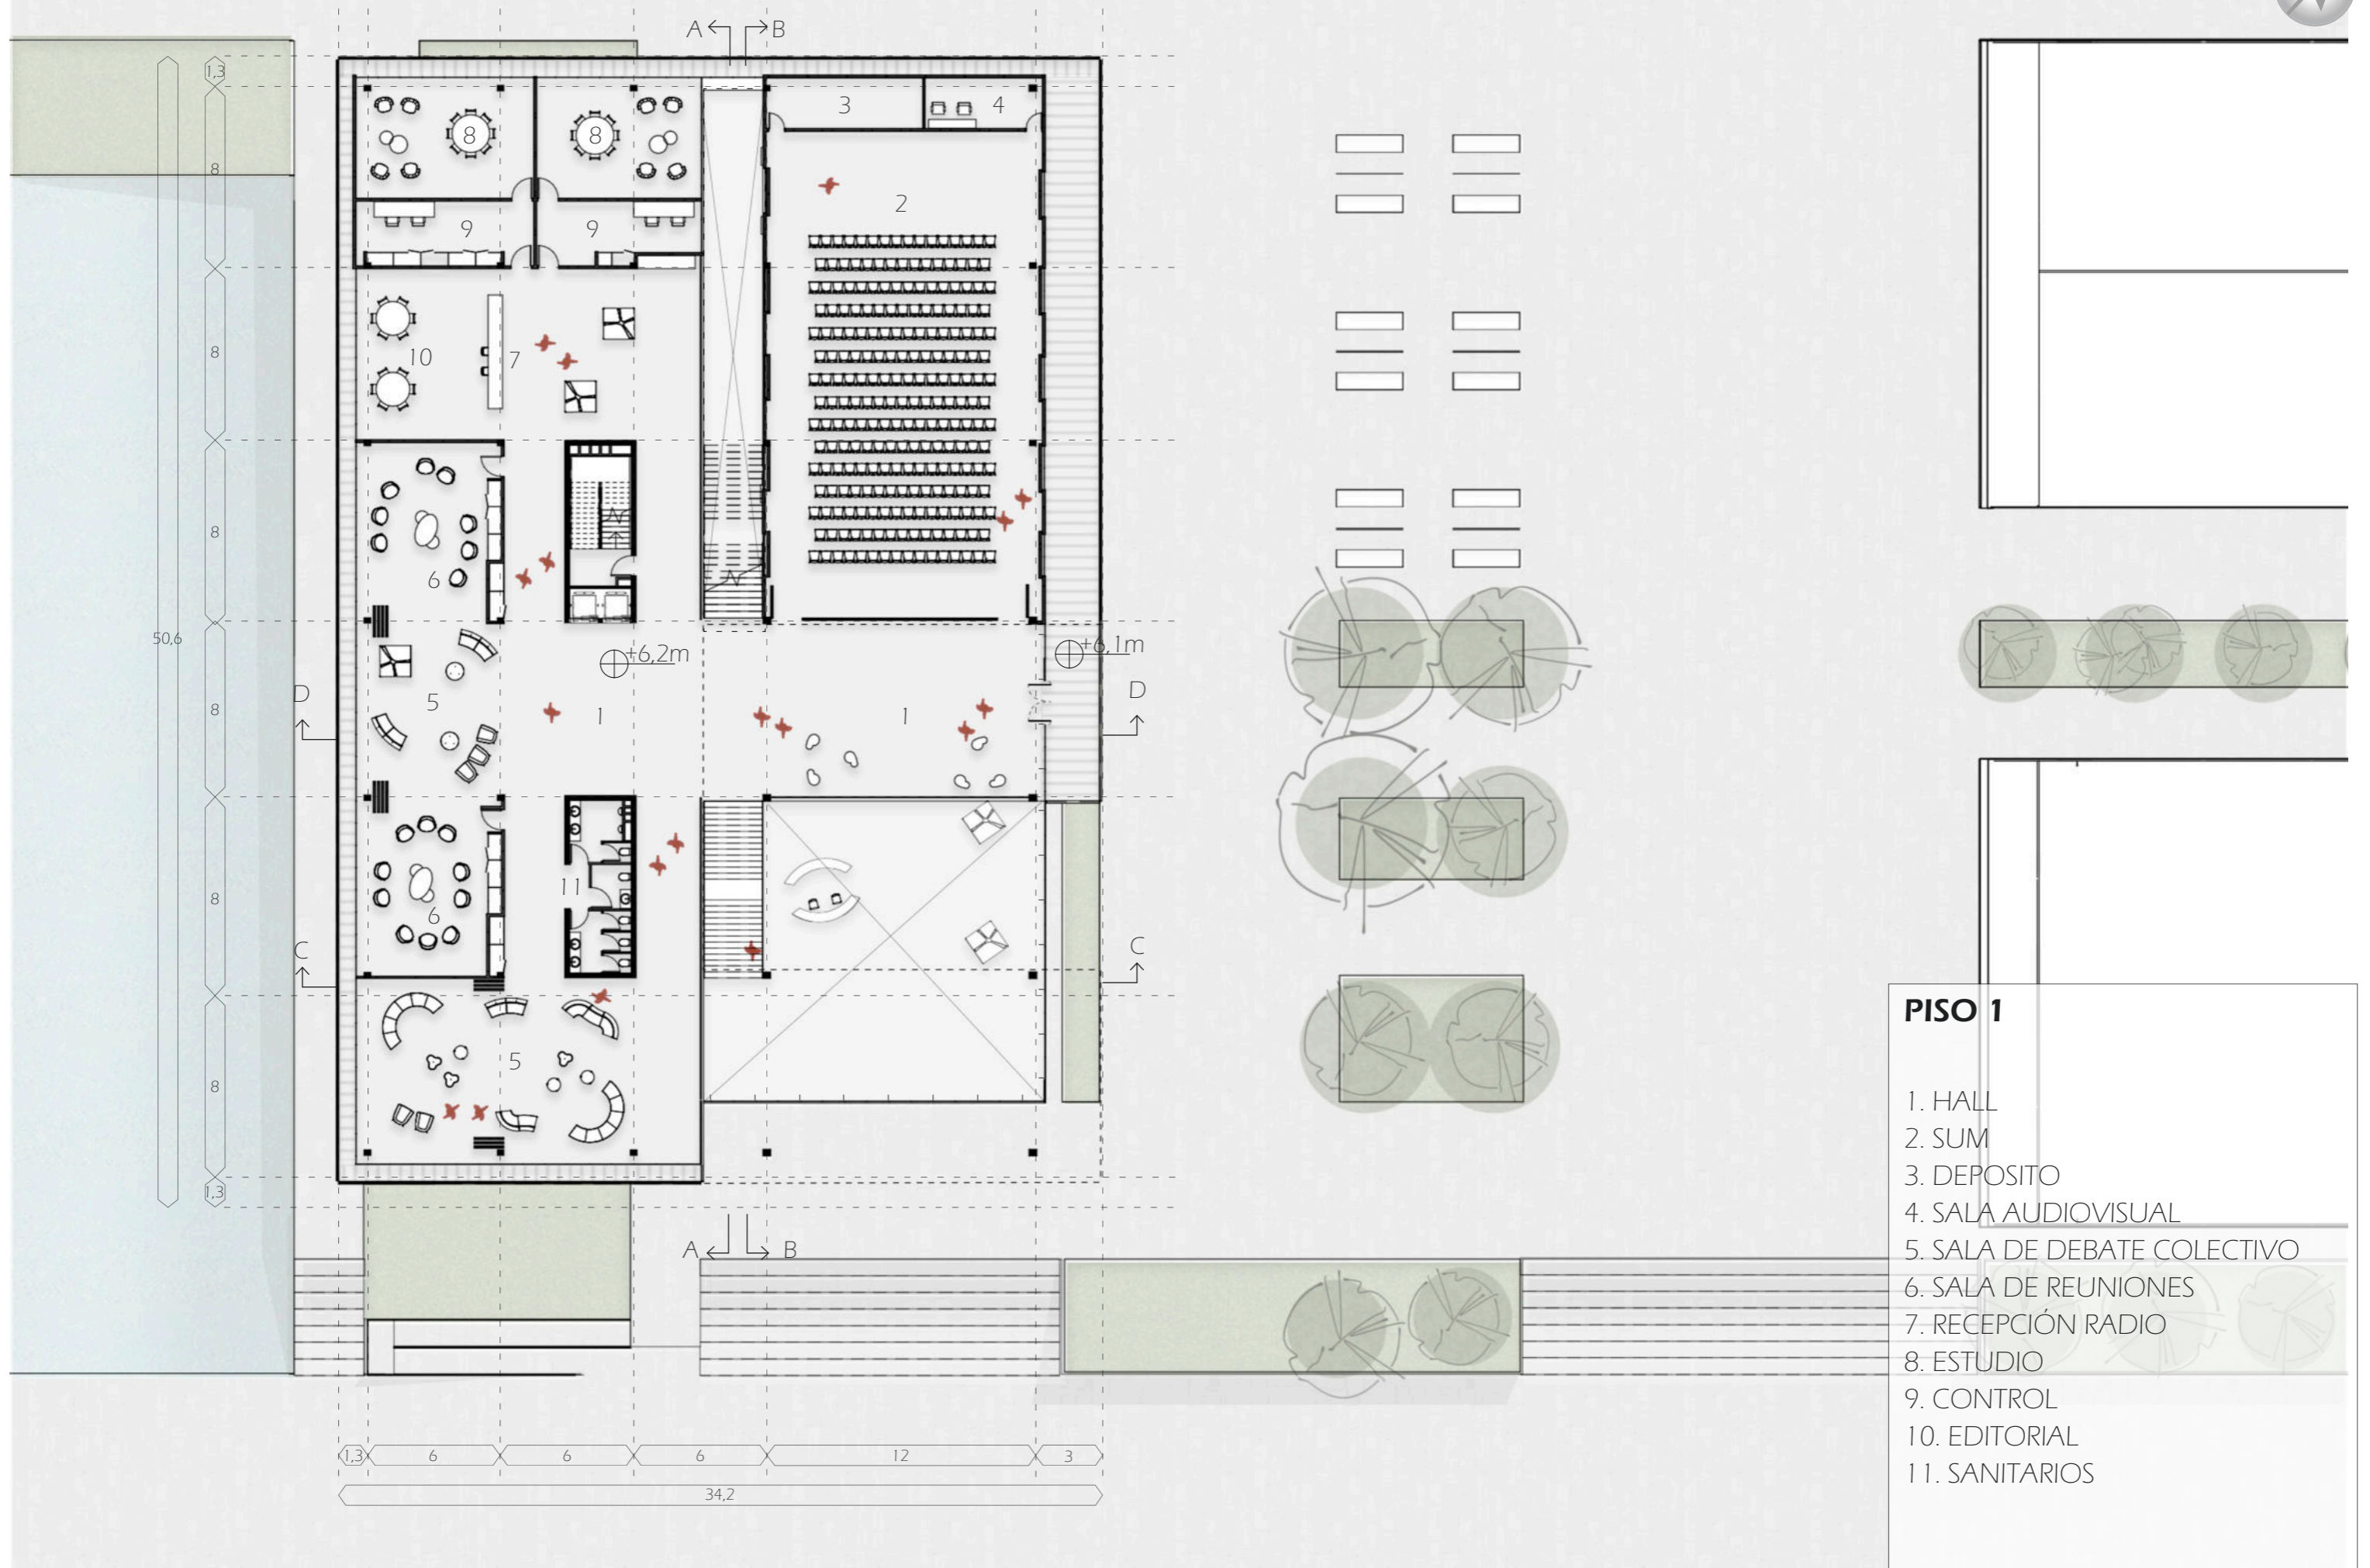 A B
1,3
3 4
8 8
8
2
9 9
10 7
8
8
6
50,6
+6,2m +6,1m
D D
5 1 1
8
11
8
6
C C
5
8
1,3
A B
1,3 6 6 6 12 3
34,2
PISO 1
1. HALL
2. SUM
3. DEPOSITO
4. SALA AUDIOVISUAL
5. SALA DE DEBATE COLECTIVO
6. SALA DE REUNIONES
7. RECEPCIÓN RADIO
8. ESTUDIO
9. CONTROL
10. EDITORIAL
11. SANITARIOS